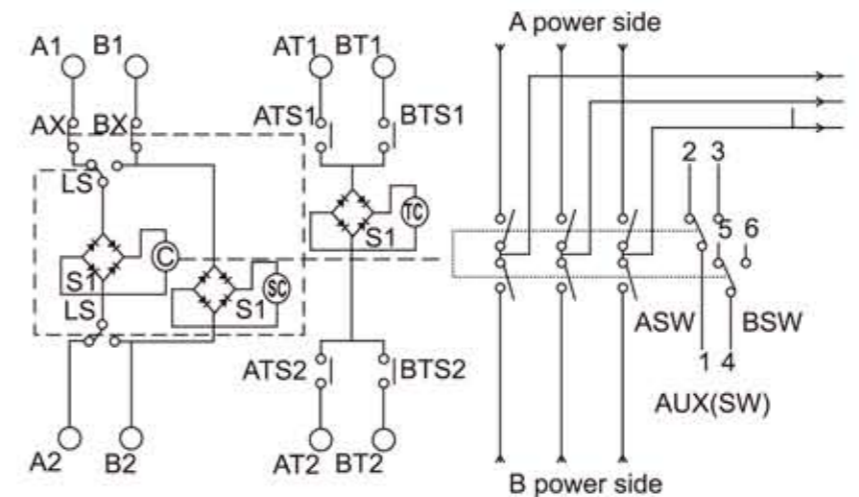 A power side
A1 B1 AT1 BT1
ATS1 BTS1
AX BX
2 3
LS
TC
S1
5 6
C
S1 SC
S1
LS
ASW BSW
ATS2 BTS2
1 4
AUX(SW)
A2 B2 AT2 BT2
B power side